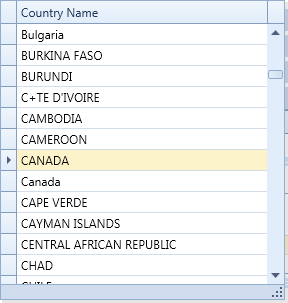 Country Name
Bulgaria
BURKINA FASO
BURUNDI
C+TE D'IVOIRE
CAMBODIA
CAMEROON
CANADA
Canada
CAPE VERDE
CAYMAN ISLANDS
CENTRAL AFRICAN REPUBLIC
CHAD
CHILE